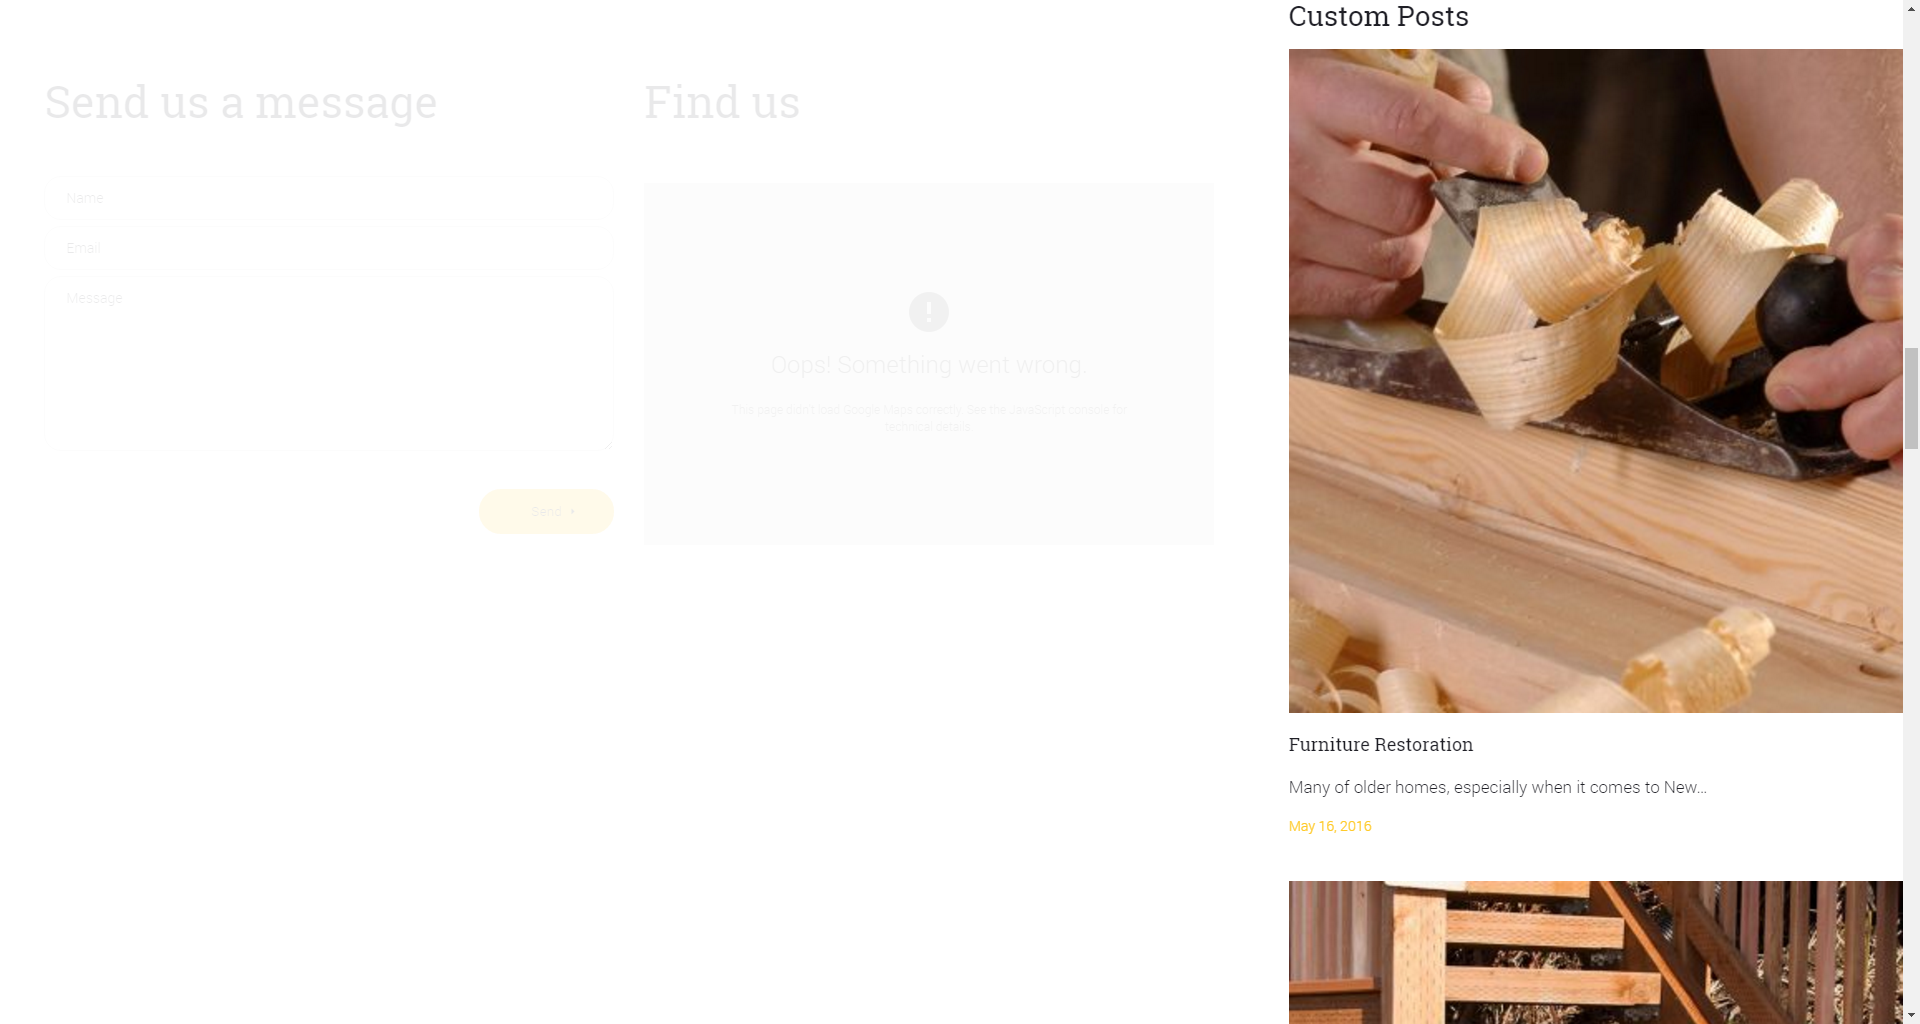 Send us a message
Name
Email
Message
Send
Find us
Oops! Something went wrong.
This page didn't load Google Maps correctly. See the JavaScript console for
technical details.
Custom Posts
Furniture Restoration
Many of older homes, especially when it comes to New...
May 16, 2016